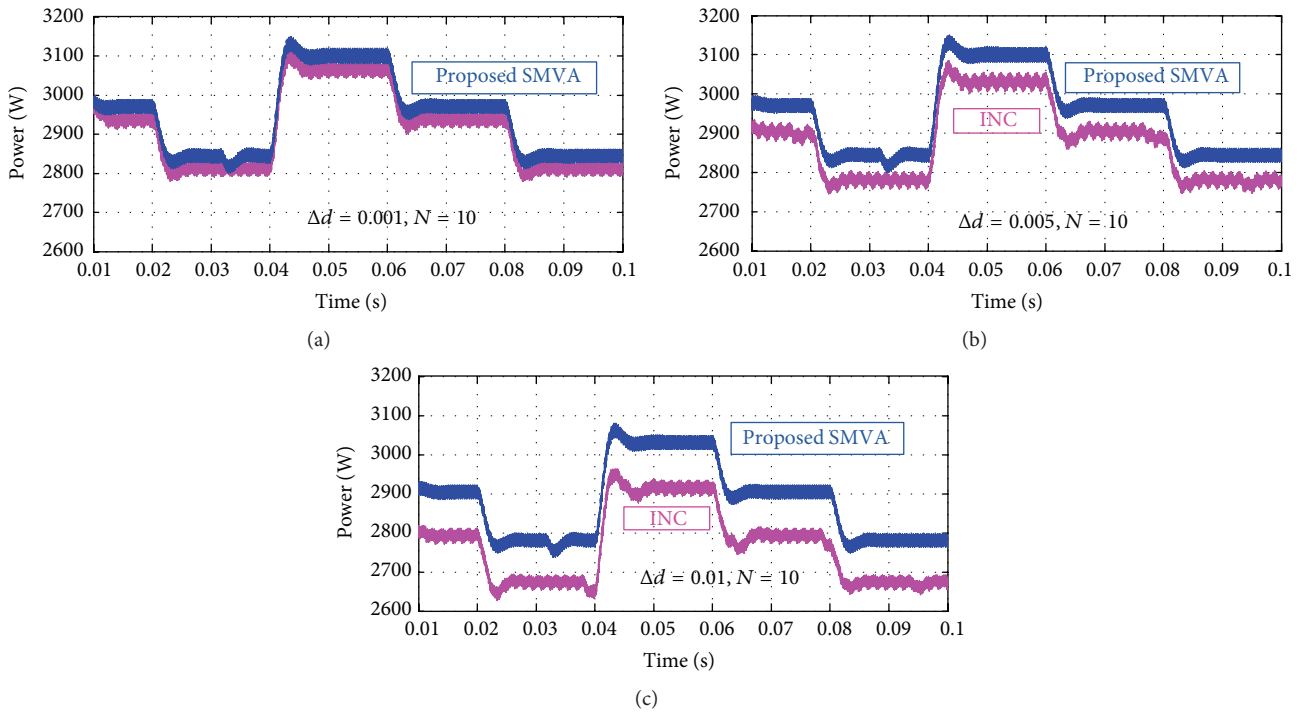 3200
3100
3000
2900
2800
2700
2600
Power (W)
Proposed SMVA
Δd = 0.001, N = 10
0.01 0.02 0.03 0.04 0.05 0.06 0.07 0.08 0.09 0.1
Time (s)
(a)
3200
3100
3000
2900
2800
2700
2600
Power (W)
Proposed SMVA
INC
Δd = 0.005, N = 10
0.01 0.02 0.03 0.04 0.05 0.06 0.07 0.08 0.09 0.1
Time (s)
(b)
3200
3100
3000
2900
2800
2700
2600
Power (W)
Proposed SMVA
INC
Δd = 0.01, N = 10
0.01 0.02 0.03 0.04 0.05 0.06 0.07 0.08 0.09 0.1
Time (s)
(c)